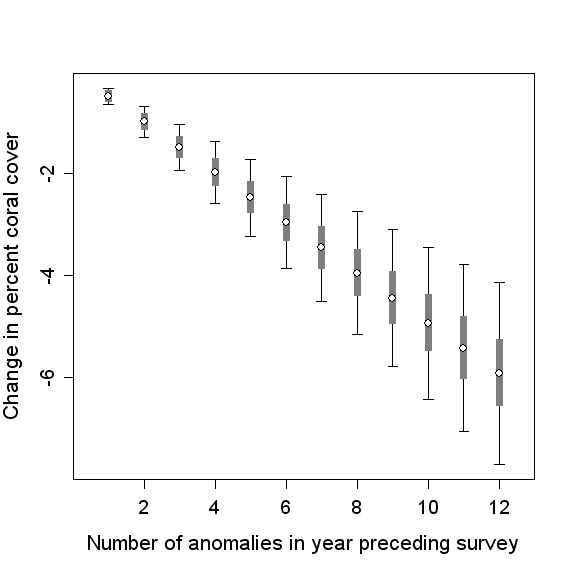 Change in percent coral cover
-2
-4
-6
2 4 6 8 10 12
Number of anomalies in year preceding survey